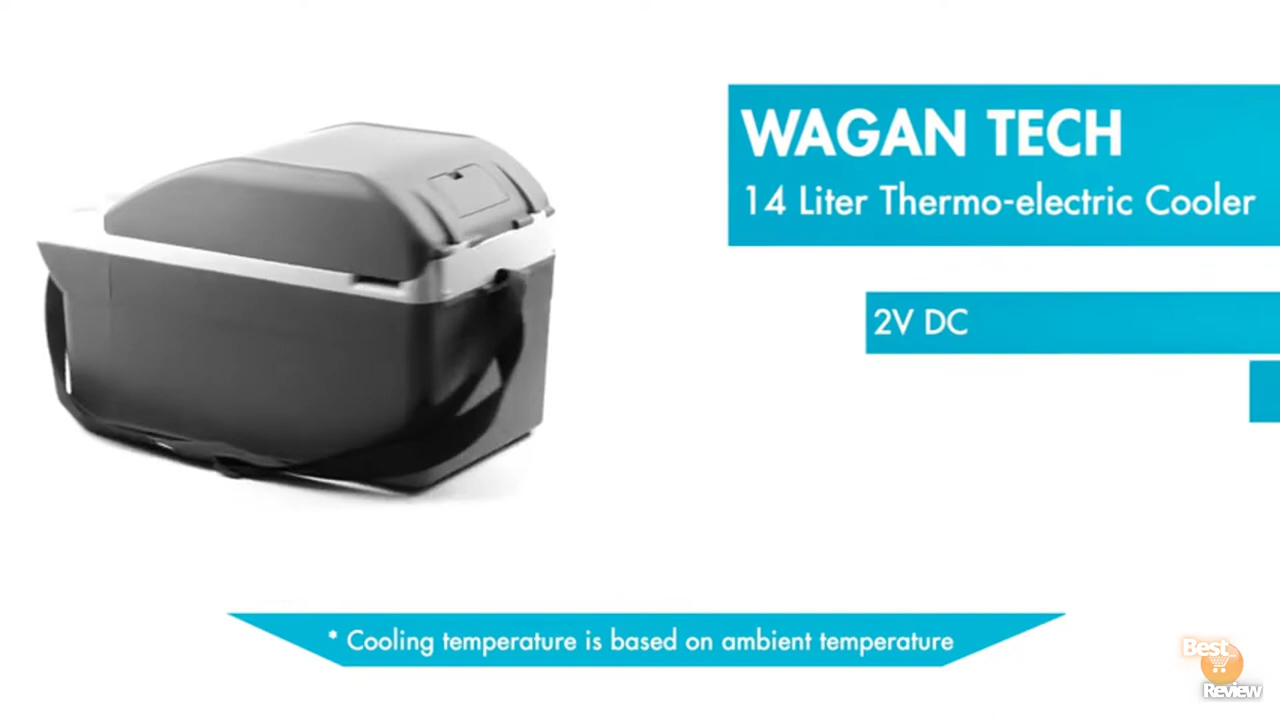 WAGAN TECH
14 Liter Thermo-electric Cooler
2V DC
* Cooling temperature is based on ambient temperature
Best
Review